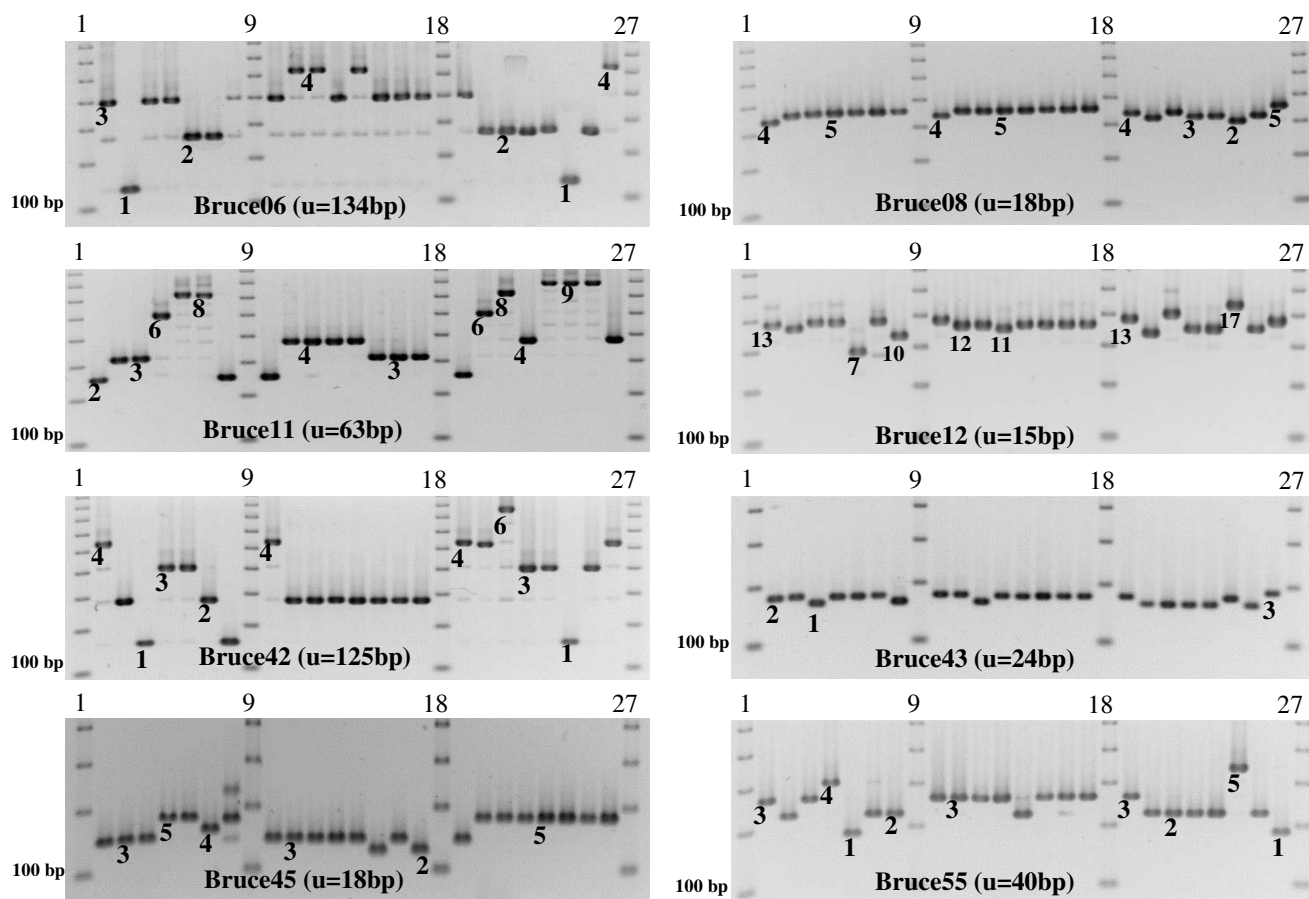 1 9 18 27
3 1 2 4 2 1 4
100 bp
Bruce06 (u=134bp)
1 9 18 27
4 5 4 5 4 3 2 5
100 bp
Bruce08 (u=18bp)
9 18 27
2 3 6 8 4 3 6 8 4 9
100 bp
Bruce11 (u=63bp)
1 9 18 27
13 7 10 12 11 13 17
100 bp
Bruce12 (u=15bp)
1 9 18 27
4 1 3 2 4 4 6 3 1
100 bp
Bruce42 (u=125bp)
1 9 18 27
2 1 3
100 bp
Bruce43 (u=24bp)
1 9 18 27
3 5 4 3 2 5
100 bp
Bruce45 (u=18bp)
1 9 18 27
3 4 1 2 3 3 2 5 1
100 bp
Bruce55 (u=40bp)